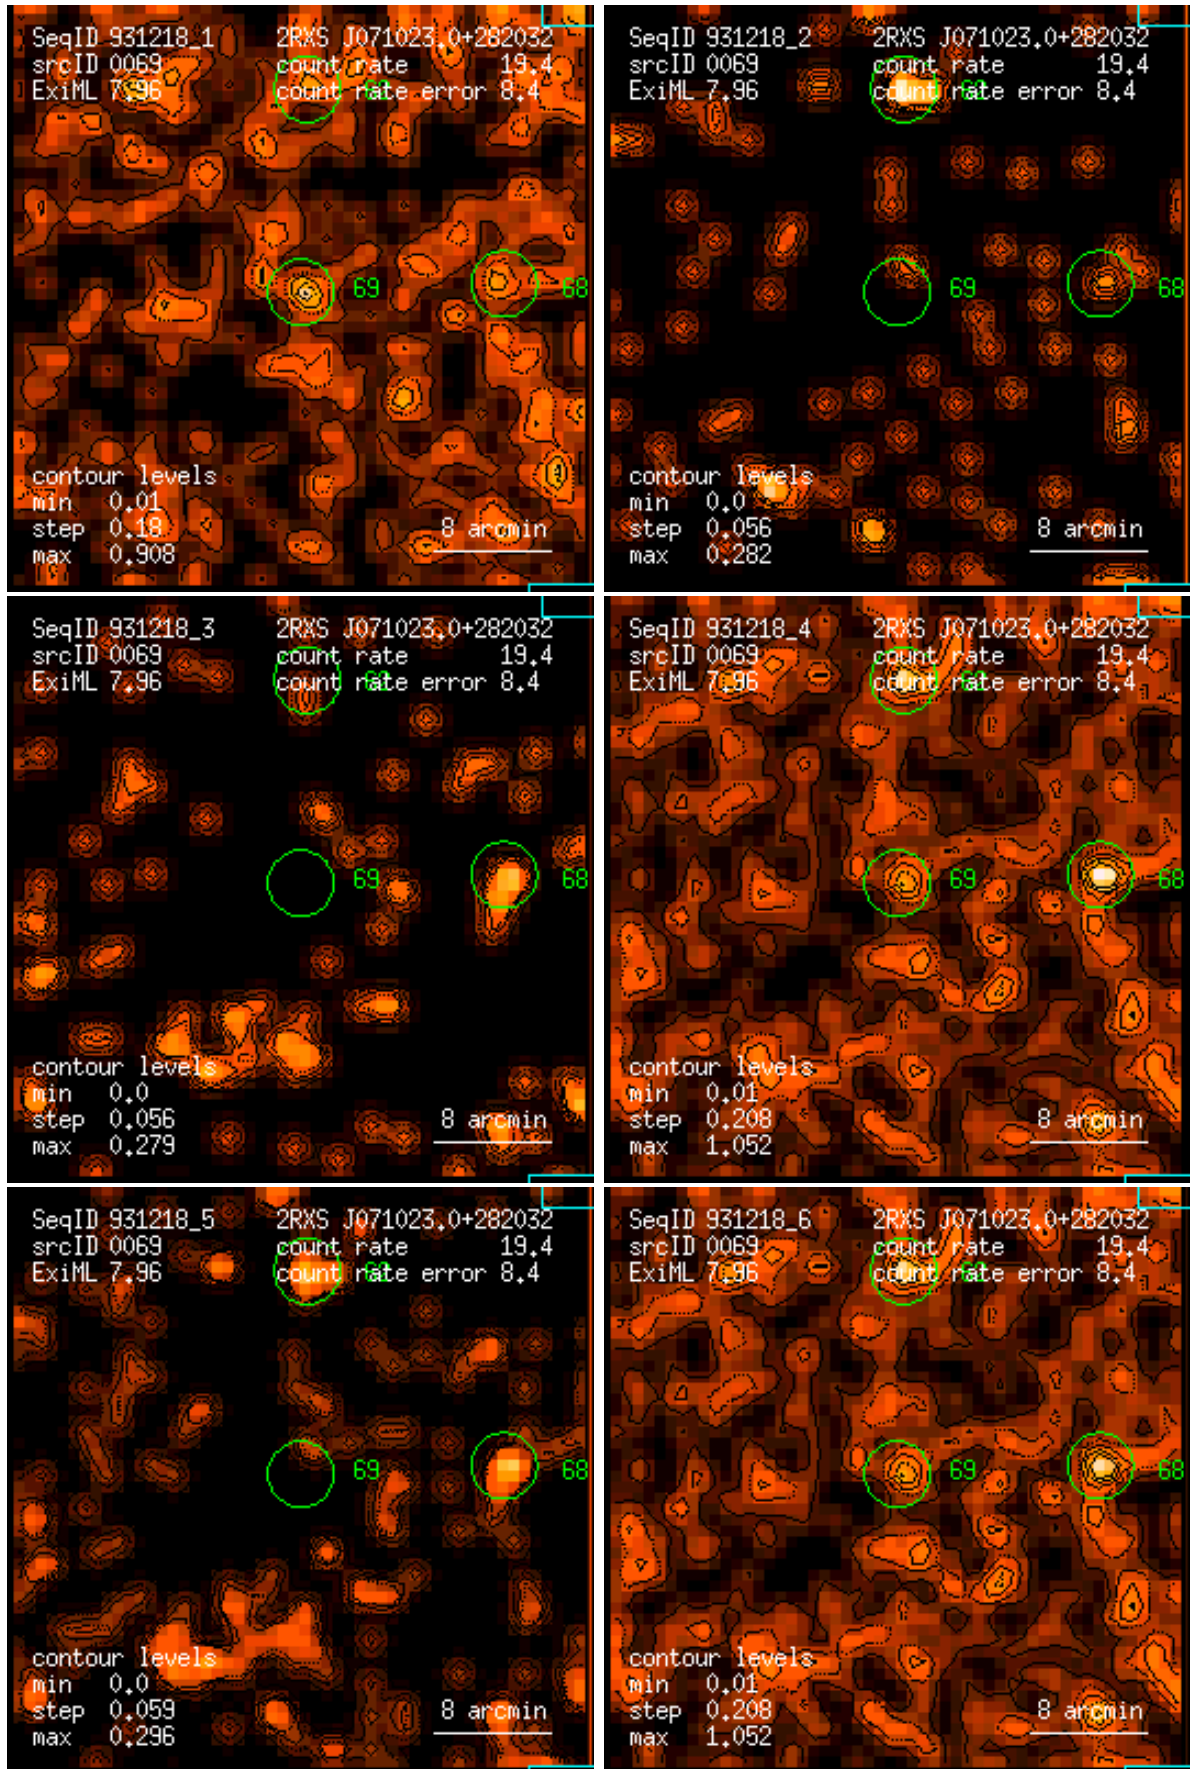 SeqID 931218_1 2RXS J071023.0+282032
srcID 0069 count rate 19.4
ExiML 7.96 count rate error 8.4
69
68
contour levels
min 0.01
step 0.18 8 arcmin
max 0.908
SeqID 931218_2 2RXS J071023.0+282032
srcID 0069 count rate 19.4
ExiML 7.96 count rate error 8.4
69
68
contour levels
min 0.0
step 0.056 8 arcmin
max 0.282
SeqID 931218_3 2RXS J071023.0+282032
srcID 0069 count rate 19.4
ExiML 7.96 count rate error 8.4
69
68
contour levels
min 0.0
step 0.056 8 arcmin
max 0.279
SeqID 931218_4 2RXS J071023.0+282032
srcID 0069 count rate 19.4
ExiML 7.96 count rate error 8.4
69
68
contour levels
min 0.01
step 0.208 8 arcmin
max 1.052
SeqID 931218_5 2RXS J071023.0+282032
srcID 0069 count rate 19.4
ExiML 7.96 count rate error 8.4
69
68
contour levels
min 0.0
step 0.059 8 arcmin
max 0.296
SeqID 931218_6 2RXS J071023.0+282032
srcID 0069 count rate 19.4
ExiML 7.96 count rate error 8.4
69
68
contour levels
min 0.01
step 0.208 8 arcmin
max 1.052